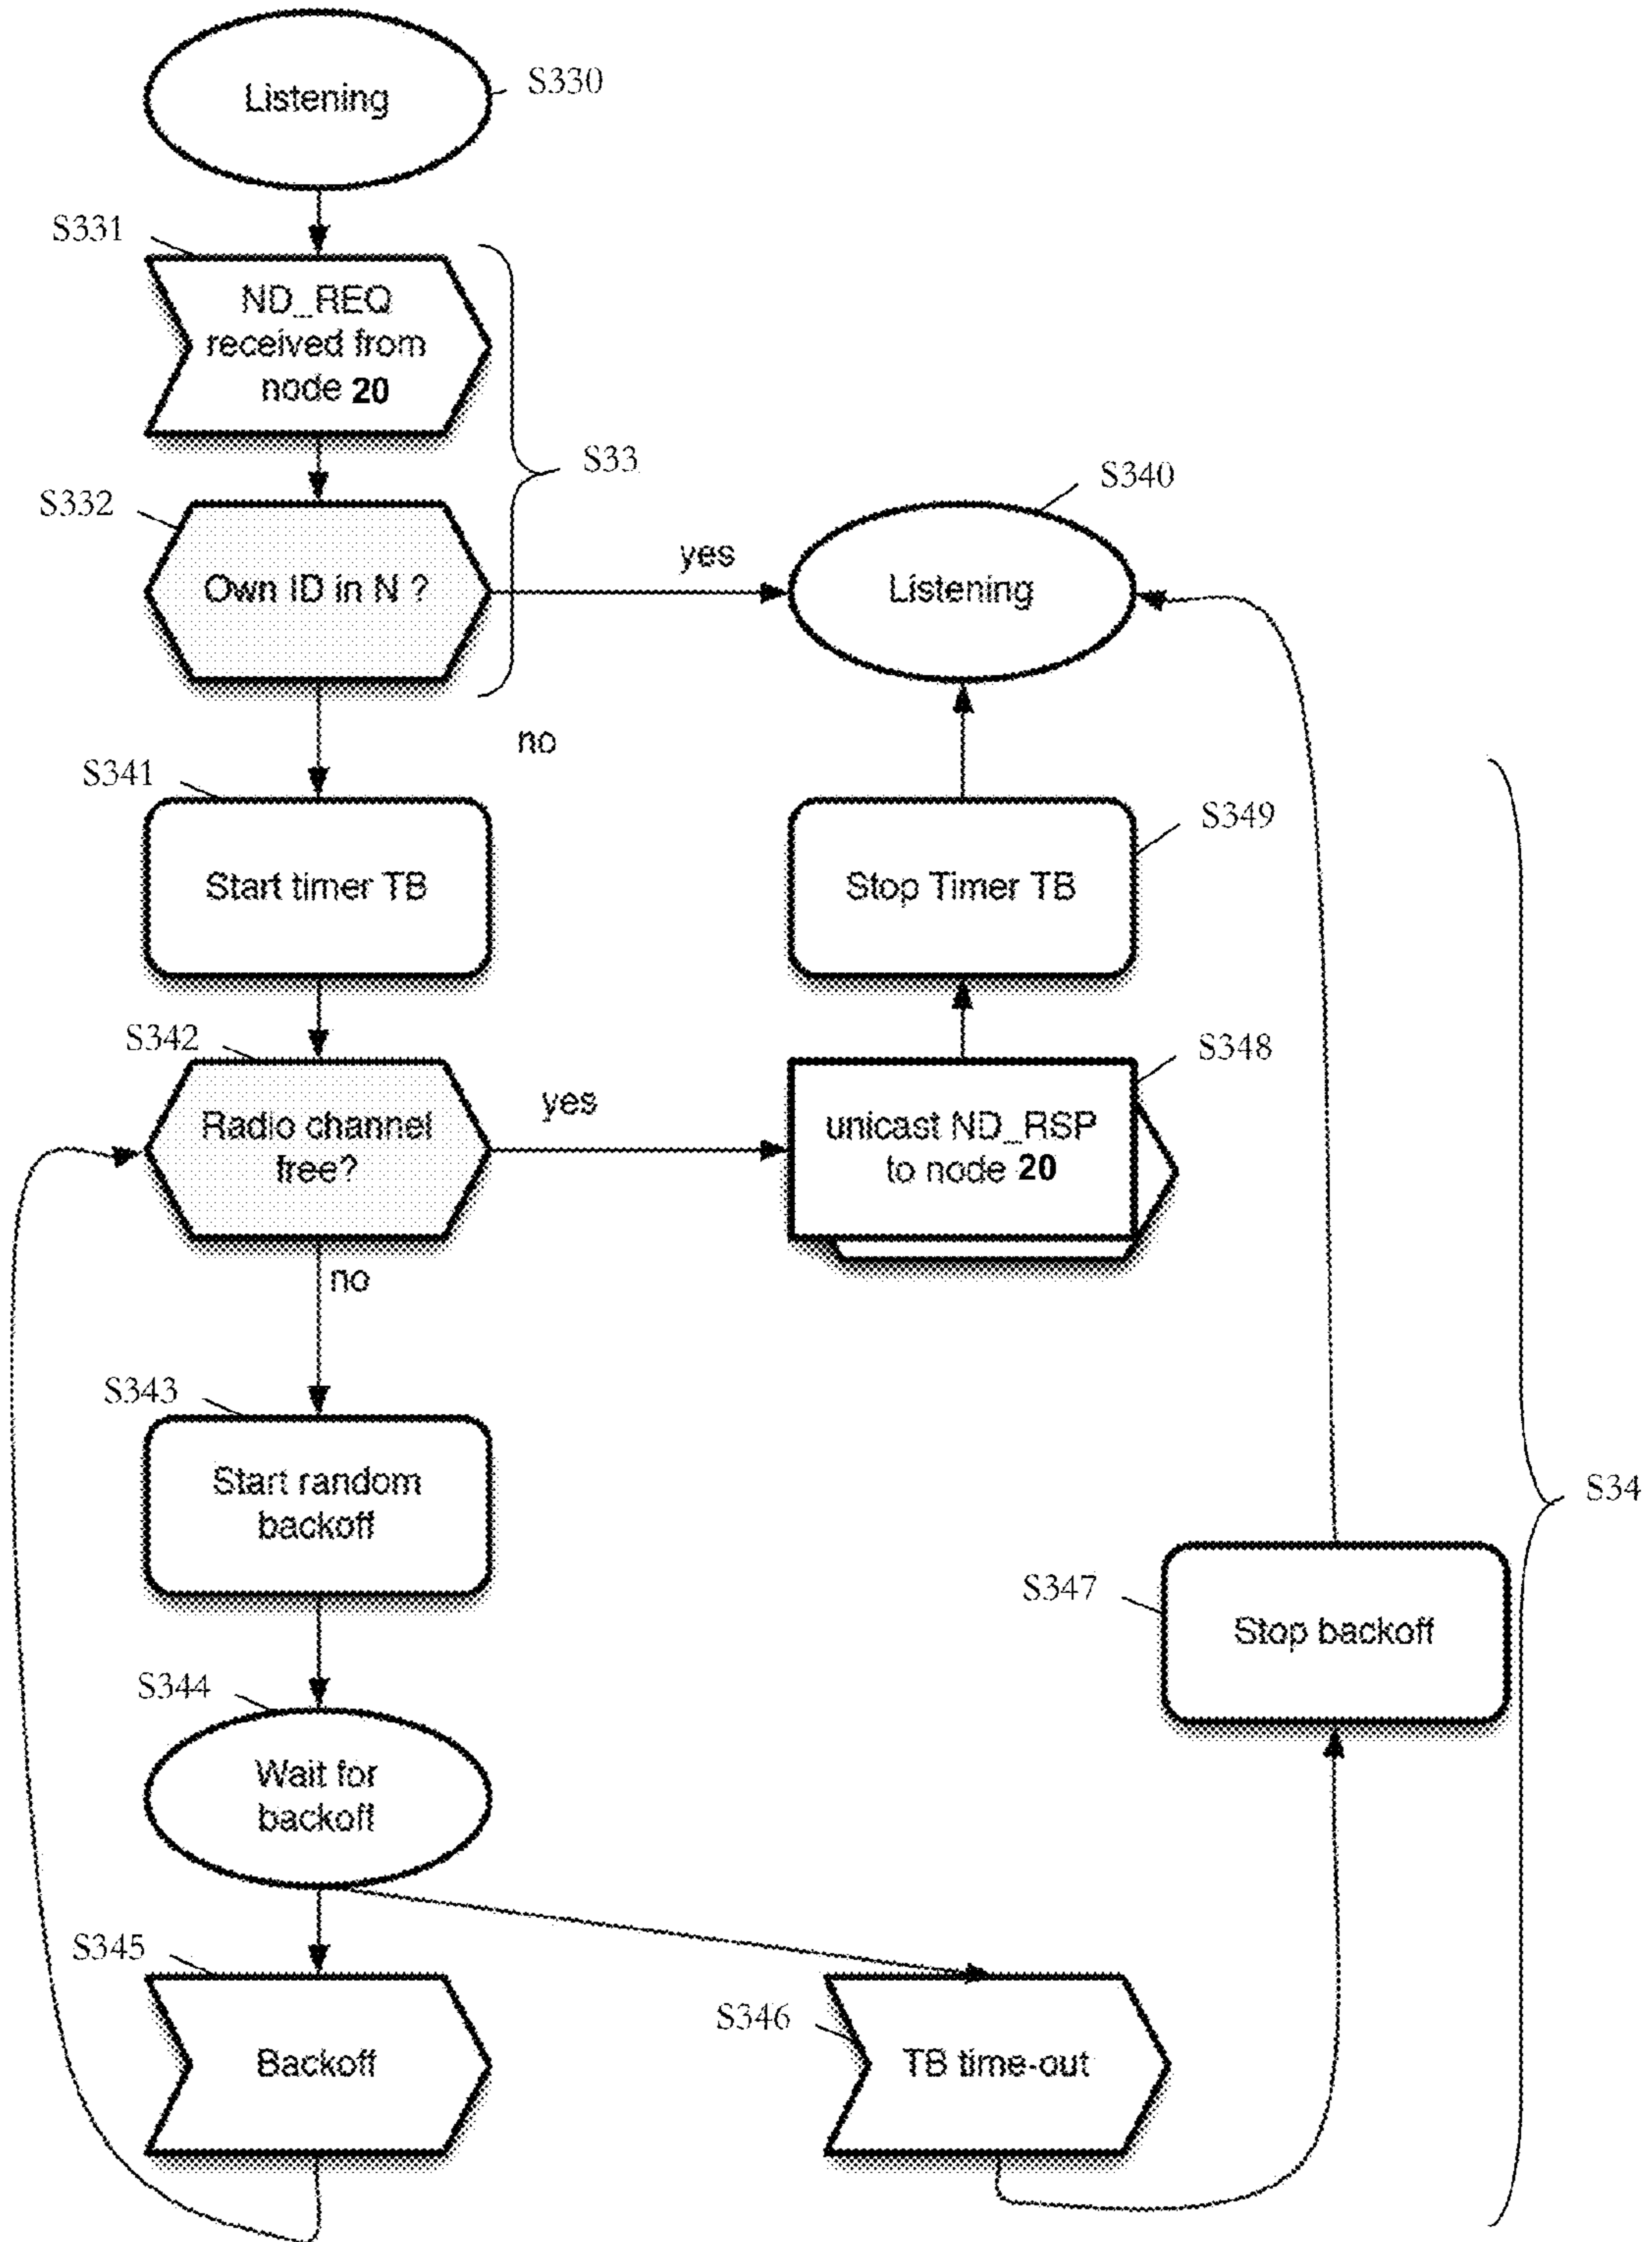 Listening
S330
S331
ND_REQ
received from
node 20
S33
S332
Own ID in N ?
yes
S340
Listening
no
S341
Start timer TB
S349
Stop Timer TB
S342
Radio channel
free?
yes
S348
unicast ND_RSP
to node 20
no
S343
Start random
backoff
S34
S347
Stop backoff
S344
Wait for
backoff
S345
Backoff
S346
TB time-out